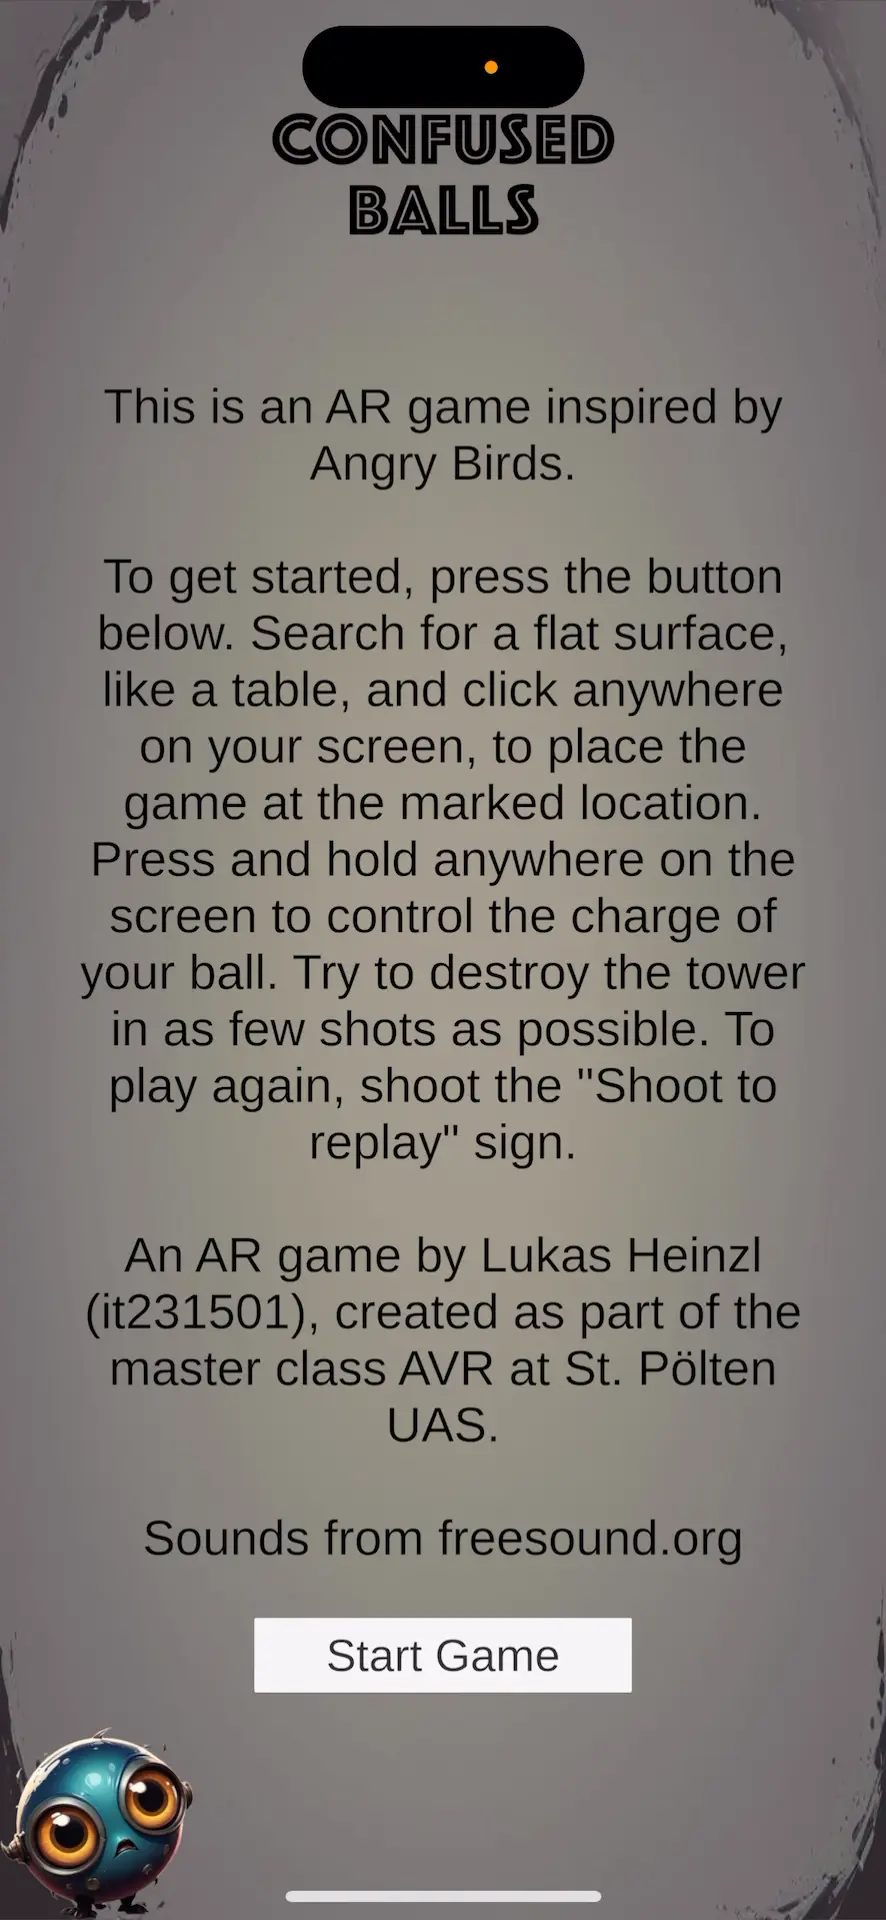 CONFUSED
BALLS
This is an AR game inspired by
Angry Birds.
To get started, press the button
below. Search for a flat surface,
like a table, and click anywhere
on your screen, to place the
game at the marked location.
Press and hold anywhere on the
screen to control the charge of
your ball. Try to destroy the tower
in as few shots as possible. To
play again, shoot the "Shoot to
replay" sign.
An AR game by Lukas Heinzl
(it231501), created as part of the
master class AVR at St. Pölten
UAS.
Sounds from freesound.org
Start Game